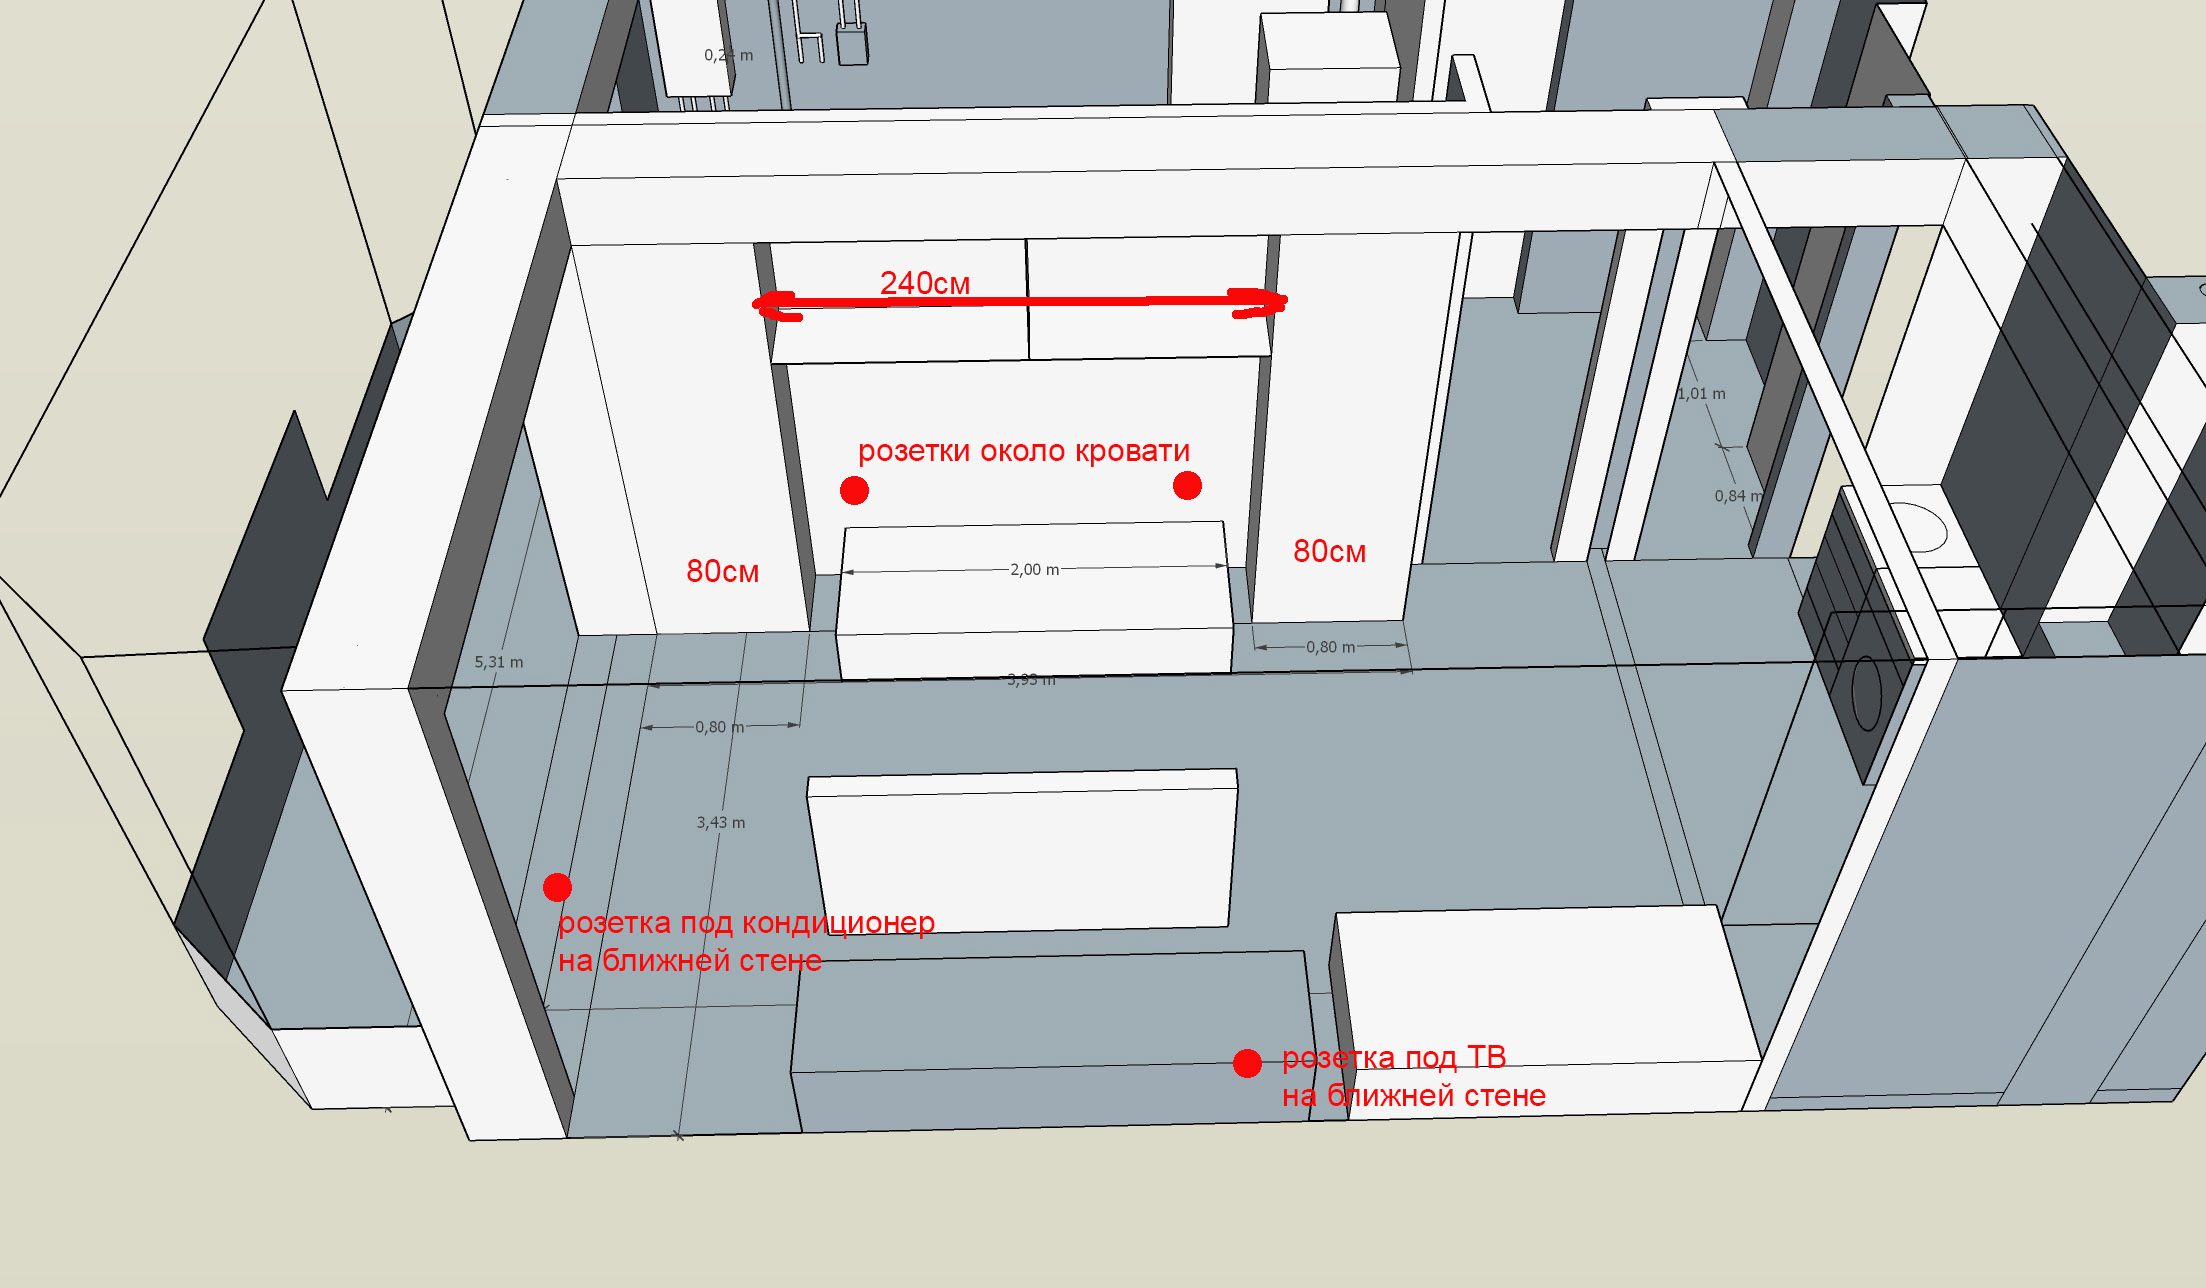 0,24 m
240см
1,01 m
розетки около кровати
0,84 m
80см
80см
2,00 m
0,80 m
5,31 m
3,93 m
0,80 m
3,43 m
розетка под кондиционер
на ближней стене
розетка под ТВ
на ближней стене